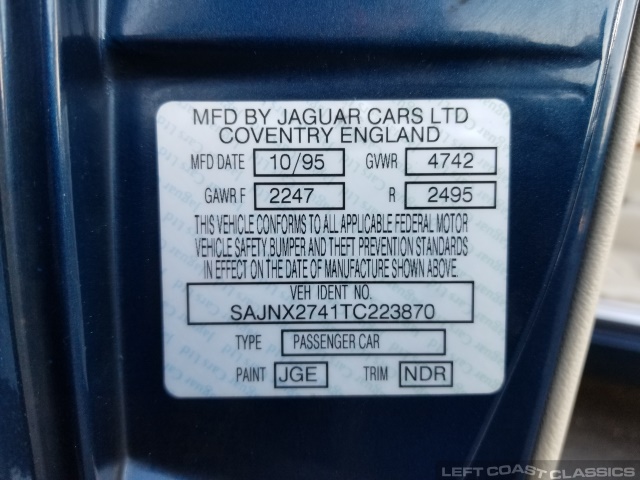 MFD BY JAGUAR CARS LTD
COVENTRY ENGLAND
MFD DATE 10/95 GVWR 4742
GAWR F 2247 R 2495
THIS VEHICLE CONFORMS TO ALL APPLICABLE FEDERAL MOTOR
VEHICLE SAFETY, BUMPER AND THEFT PREVENTION STANDARDS
IN EFFECT ON THE DATE OF MANUFACTURE SHOWN ABOVE.
VEH IDENT NO.
SAJNX2741TC223870
TYPE PASSENGER CAR
PAINT JGE TRIM NDR
LEFT COAST CLASSICS